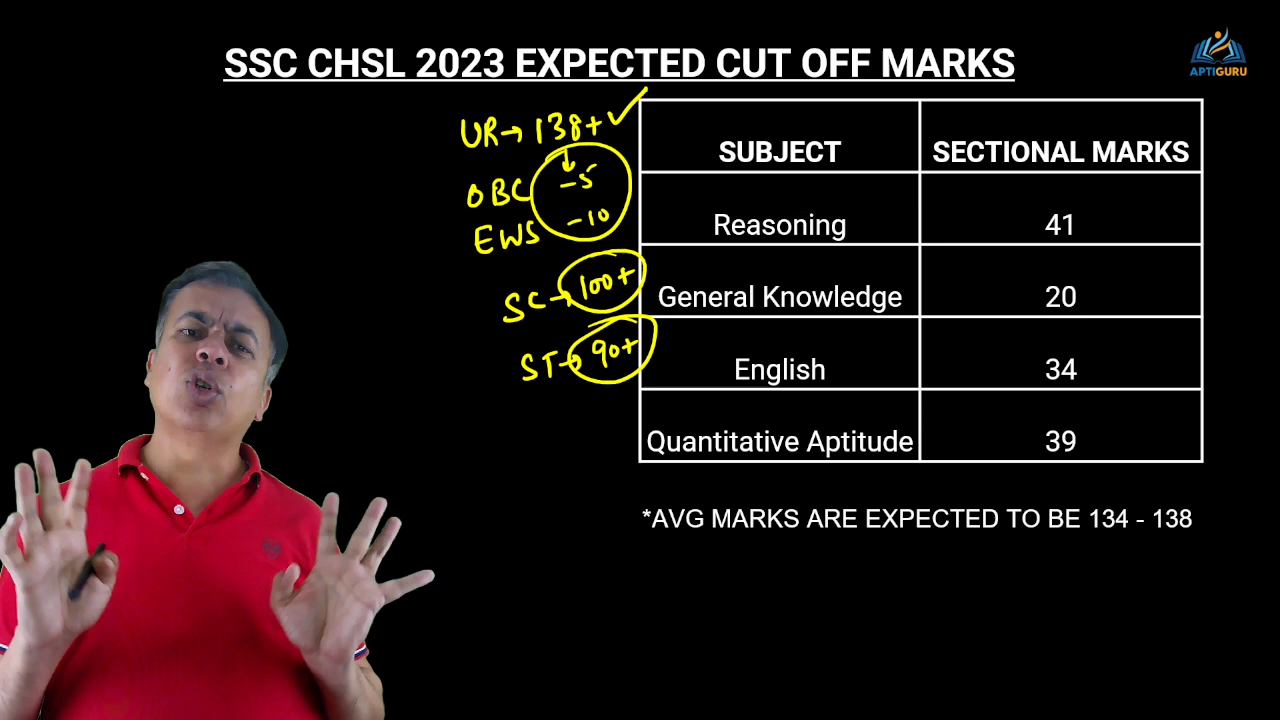 SSC CHSL 2023 EXPECTED CUT OFF MARKS
APTIGURU
UR→ 138+
OBC -5
EWS -10
SC→ 100+
ST→ 90+
SUBJECT SECTIONAL MARKS
Reasoning 41
General Knowledge 20
English 34
Quantitative Aptitude 39
*AVG MARKS ARE EXPECTED TO BE 134 - 138